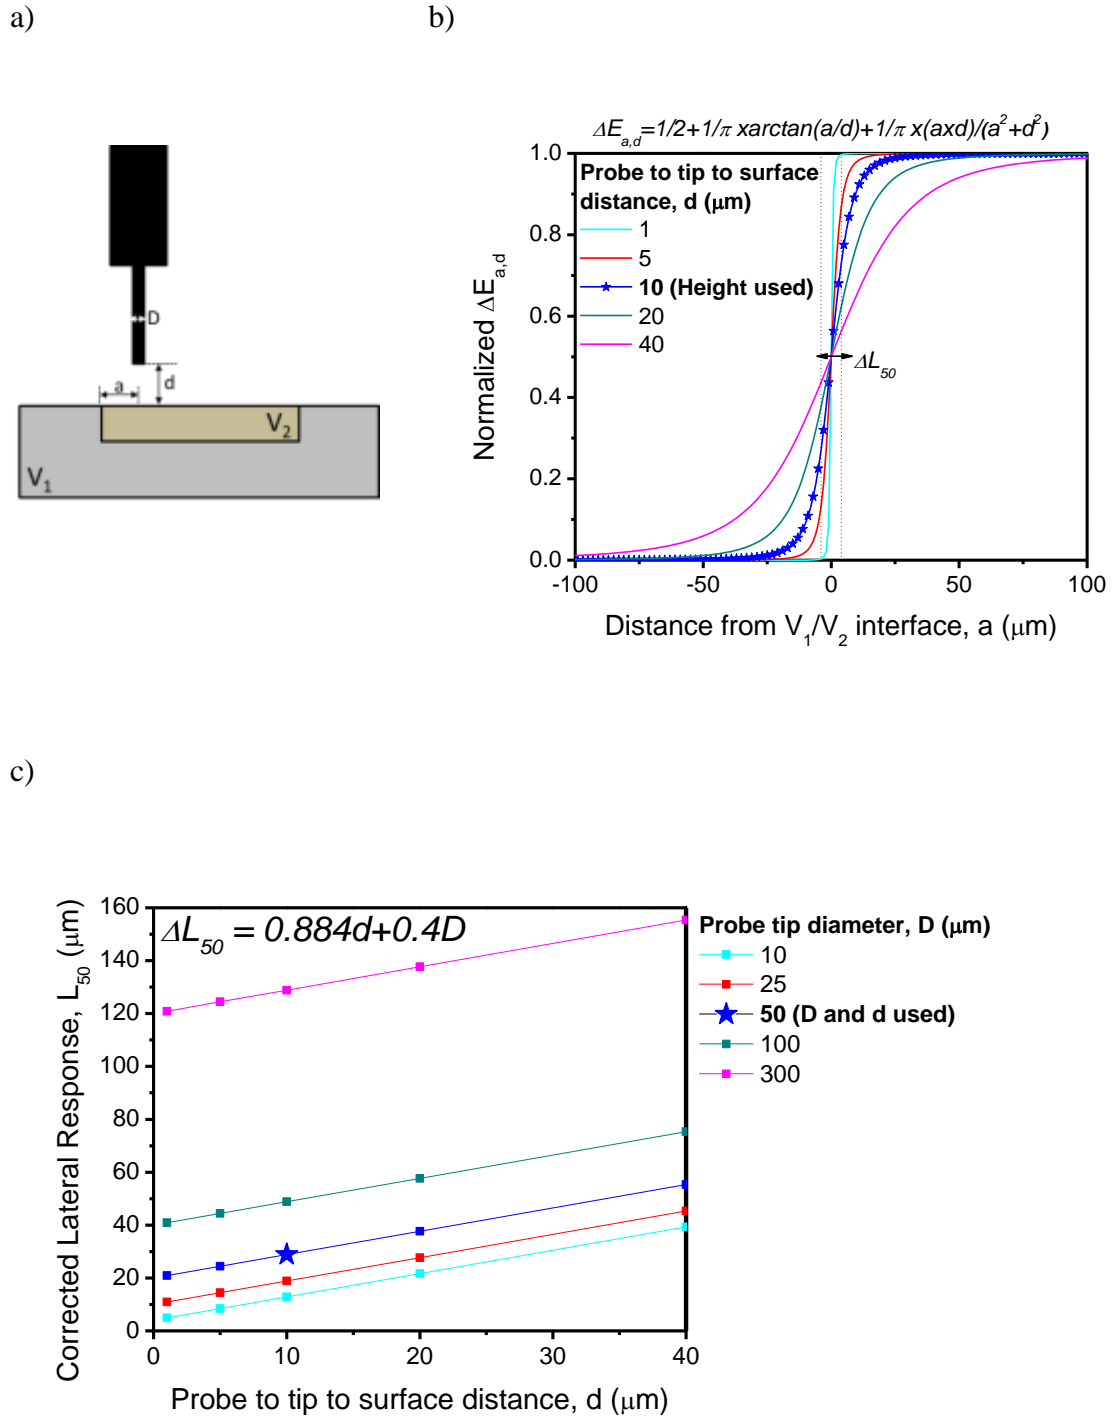 a)
b)
D
d
a
V₂
V₁
ΔE_{a,d}=1/2+1/π xarctan(a/d)+1/π x(axd)/(a²+d²)
Probe to tip to surface
distance, d (μm)
1
5
10 (Height used)
20
40
ΔL₅₀
1.0
0.8
0.6
0.4
0.2
0.0
Normalized ΔE_{a,d}
-100
-50
0
50
100
Distance from V₁/V₂ interface, a (μm)
c)
ΔL₅₀ = 0.884d+0.4D
160
140
120
100
80
60
40
20
0
Corrected Lateral Response, L₅₀ (μm)
0
10
20
30
40
Probe to tip to surface distance, d (μm)
Probe tip diameter, D (μm)
10
25
50 (D and d used)
100
300